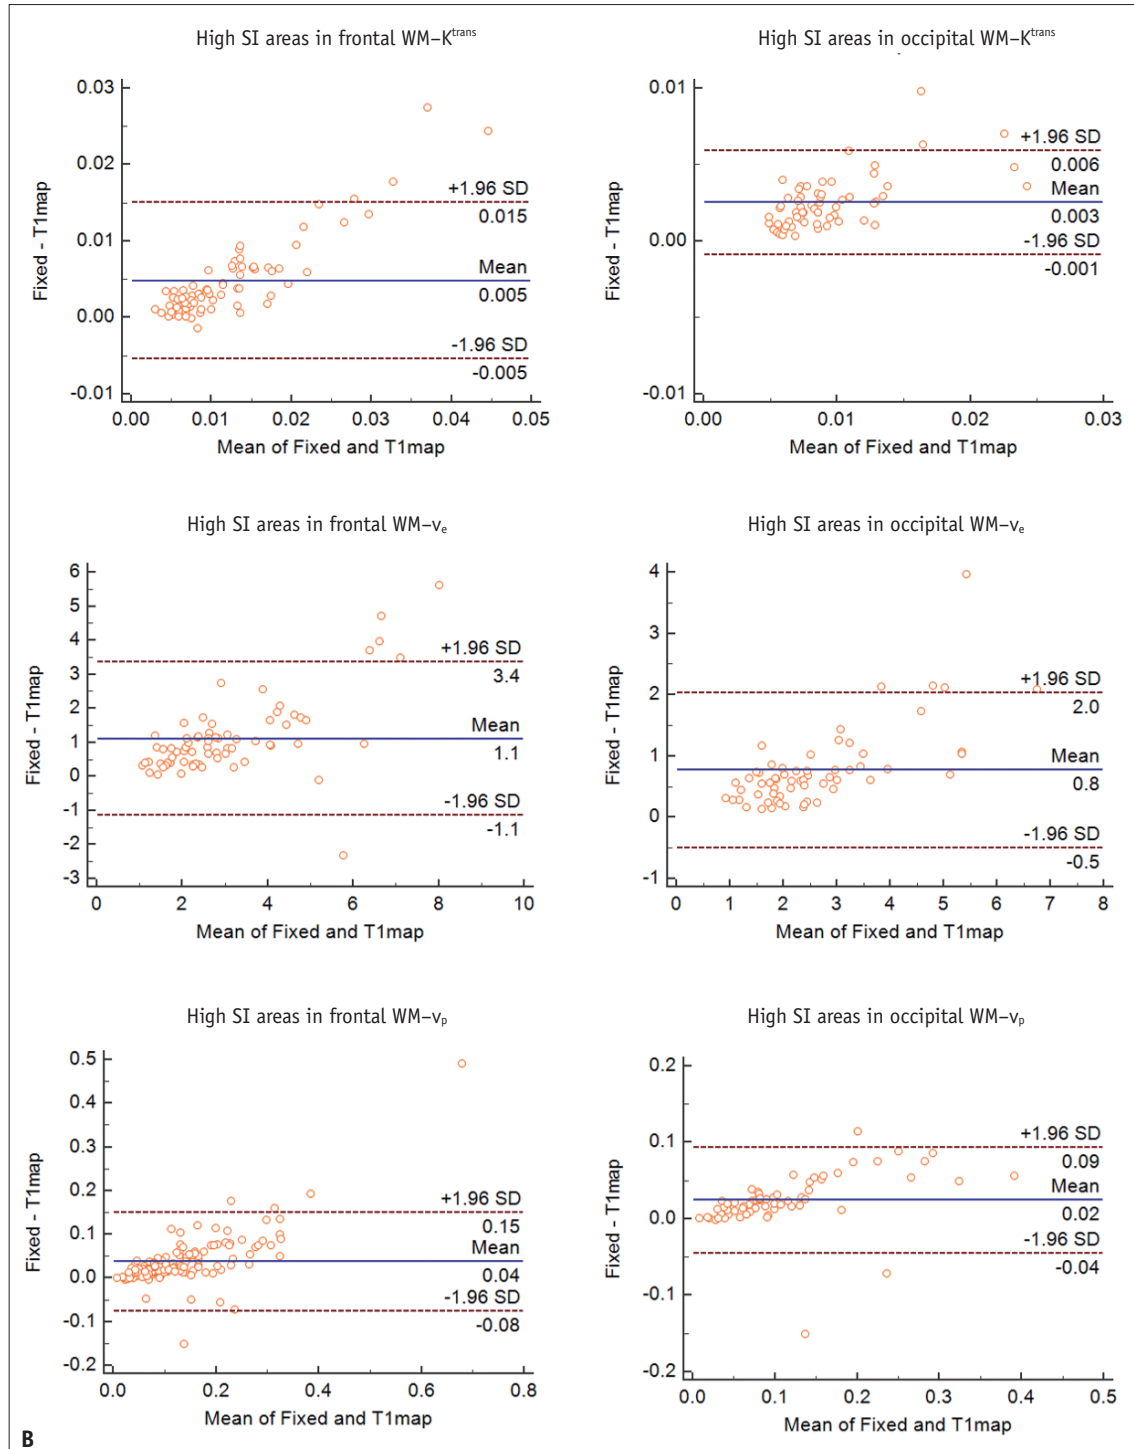 High SI areas in frontal WM–Ktrans
0.03
0.02
0.01
0.00
-0.01
Fixed - T1map
+1.96 SD
0.015
Mean
0.005
-1.96 SD
-0.005
0.00 0.01 0.02 0.03 0.04 0.05
Mean of Fixed and T1map
High SI areas in occipital WM–Ktrans
0.01
0.00
-0.01
Fixed - T1map
+1.96 SD
0.006
Mean
0.003
-1.96 SD
-0.001
0.00 0.01 0.02 0.03
Mean of Fixed and T1map
High SI areas in frontal WM–ve
6
5
4
3
2
1
0
-1
-2
-3
Fixed - T1map
+1.96 SD
3.4
Mean
1.1
-1.96 SD
-1.1
0 2 4 6 8 10
Mean of Fixed and T1map
High SI areas in occipital WM–ve
4
3
2
1
0
-1
Fixed - T1map
+1.96 SD
2.0
Mean
0.8
-1.96 SD
-0.5
0 1 2 3 4 5 6 7 8
Mean of Fixed and T1map
High SI areas in frontal WM–vp
0.5
0.4
0.3
0.2
0.1
0.0
-0.1
-0.2
Fixed - T1map
+1.96 SD
0.15
Mean
0.04
-1.96 SD
-0.08
0.0 0.2 0.4 0.6 0.8
Mean of Fixed and T1map
High SI areas in occipital WM–vp
0.2
0.1
0.0
-0.1
-0.2
Fixed - T1map
+1.96 SD
0.09
Mean
0.02
-1.96 SD
-0.04
0.0 0.1 0.2 0.3 0.4 0.5
Mean of Fixed and T1map
B